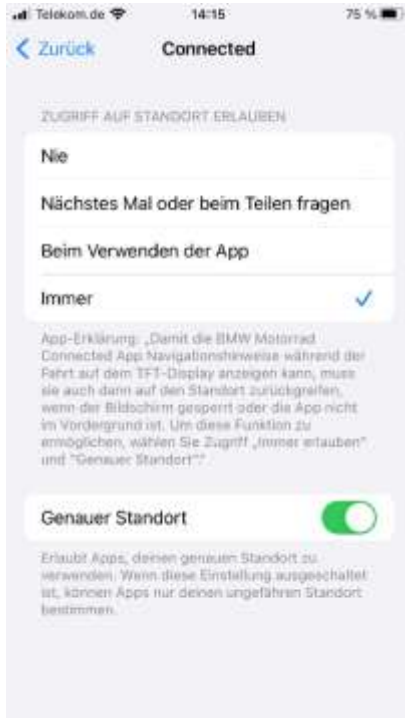 Telekom.de 14:15 75 %
Zurück Connected
ZUGRIFF AUF STANDORT ERLAUBEN
Nie
Nächstes Mal oder beim Teilen fragen
Beim Verwenden der App
Immer
App-Erklärung: „Damit die BMW Motorrad
Connected App Navigationshinweise während der
Fahrt auf dem TFT-Display anzeigen kann, muss
sie auch dann auf den Standort zurückgreifen,
wenn der Bildschirm gesperrt oder die App nicht
im Vordergrund ist. Um diese Funktion zu
ermöglichen, wählen Sie Zugriff „Immer erlauben"
und "Genauer Standort"."
Genauer Standort
Erlaubt Apps, deinen genauen Standort zu
verwenden. Wenn diese Einstellung ausgeschaltet
ist, können Apps nur deinen ungefähren Standort
bestimmen.